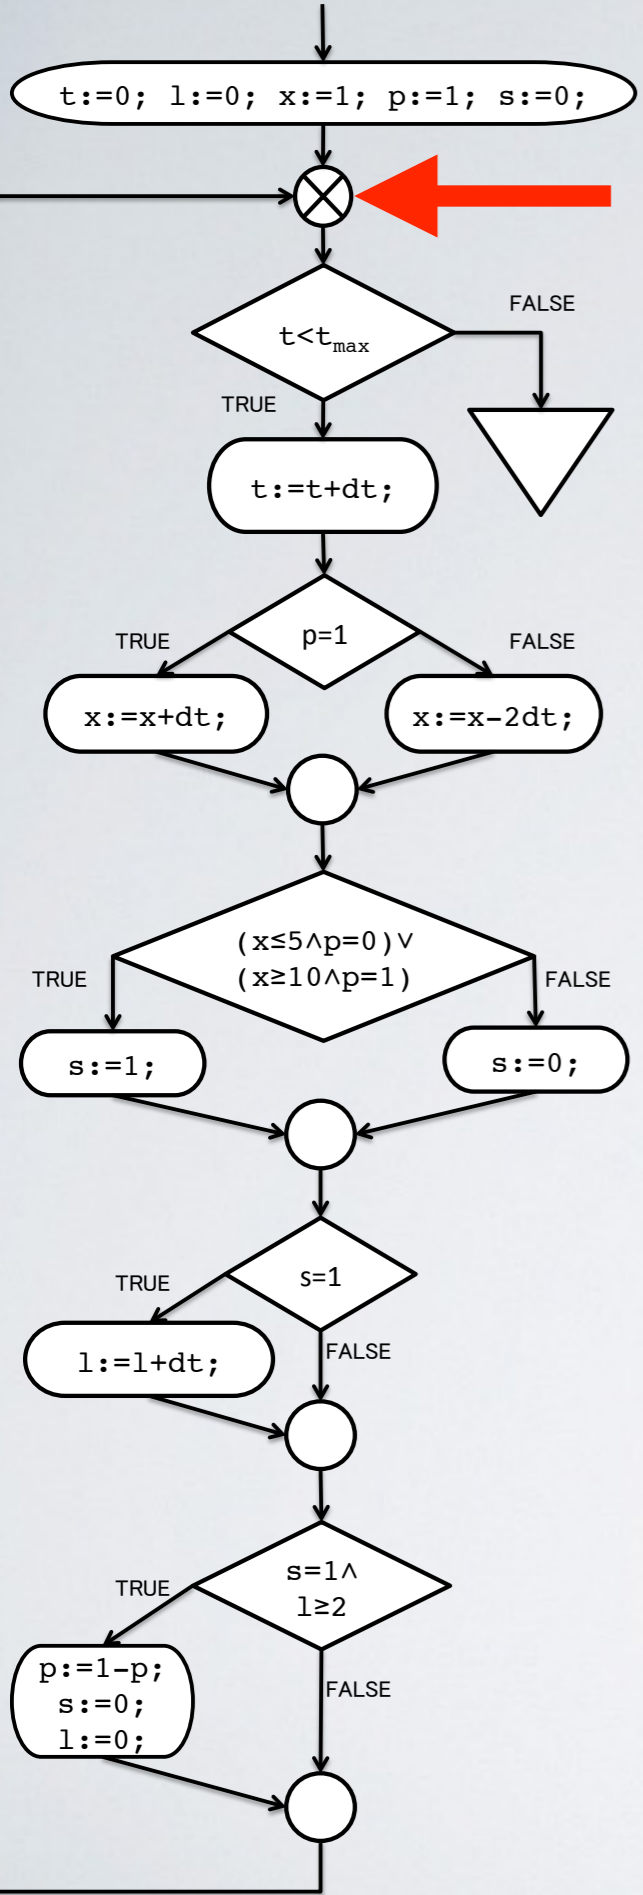 t:=0; l:=0; x:=1; p:=1; s:=0;
t<tmax
FALSE
TRUE
t:=t+dt;
p=1
TRUE
FALSE
x:=x+dt;
x:=x-2dt;
(x≤5∧p=0)∨
(x≥10∧p=1)
TRUE
FALSE
s:=1;
s:=0;
s=1
TRUE
FALSE
l:=l+dt;
s=1∧
l≥2
TRUE
FALSE
p:=1-p;
s:=0;
l:=0;